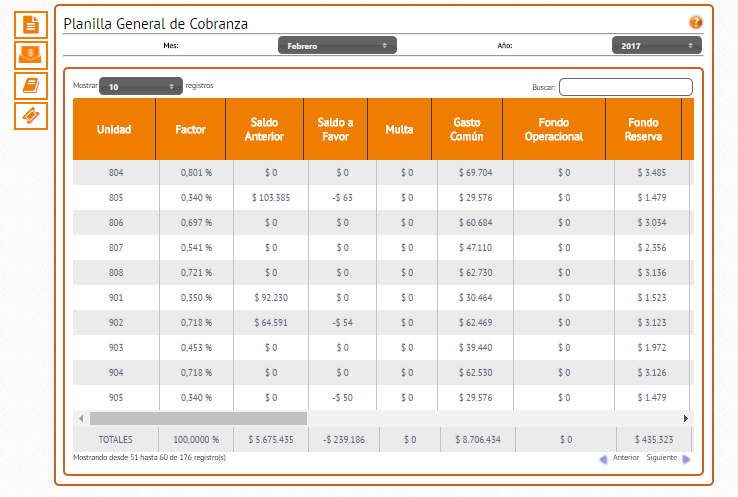 Planilla General de Cobranza
?
Mes: Febrero Año: 2017
Mostrar 10 registros Buscar:
Unidad Factor Saldo Anterior Saldo a Favor Multa Gasto Común Fondo Operacional Fondo Reserva
804 0,801 % $ 0 $ 0 $ 0 $ 69.704 $ 0 $ 3.485
805 0,340 % $ 103.385 -$ 63 $ 0 $ 29.576 $ 0 $ 1.479
806 0,697 % $ 0 $ 0 $ 0 $ 60.684 $ 0 $ 3.034
807 0,541 % $ 0 $ 0 $ 0 $ 47.110 $ 0 $ 2.356
808 0,721 % $ 0 $ 0 $ 0 $ 62.730 $ 0 $ 3.136
901 0,350 % $ 92.230 $ 0 $ 0 $ 30.464 $ 0 $ 1.523
902 0,718 % $ 64.591 -$ 54 $ 0 $ 62.469 $ 0 $ 3.123
903 0,453 % $ 0 $ 0 $ 0 $ 39.440 $ 0 $ 1.972
904 0,718 % $ 0 $ 0 $ 0 $ 62.530 $ 0 $ 3.126
905 0,340 % $ 0 -$ 50 $ 0 $ 29.576 $ 0 $ 1.479
TOTALES 100,0000 % $ 5.675.435 -$ 239.186 $ 0 $ 8.706.434 $ 0 $ 435.323
Mostrando desde 51 hasta 60 de 176 registro(s) Anterior Siguiente